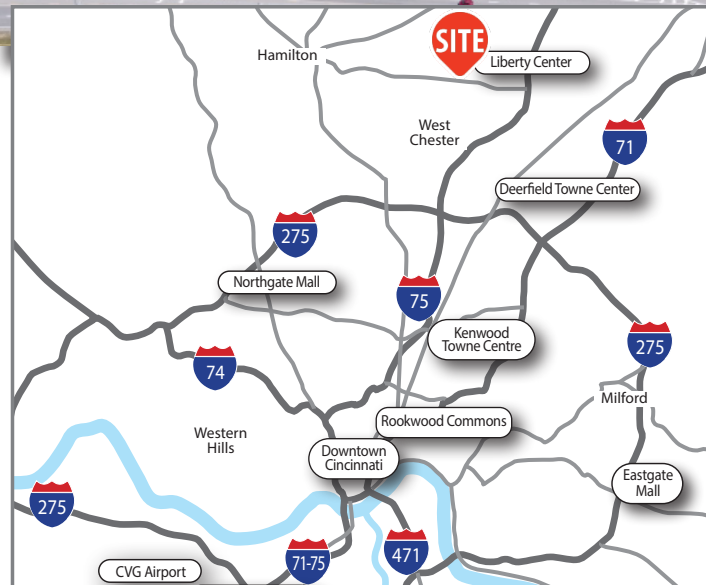 SITE
Hamilton
Liberty Center
West
Chester
71
Deerfield Towne Center
275
Northgate Mall
75
Kenwood
Towne Centre
275
74
Milford
Rookwood Commons
Western
Hills
Downtown
Cincinnati
Eastgate
Mall
275
71-75
471
CVG Airport